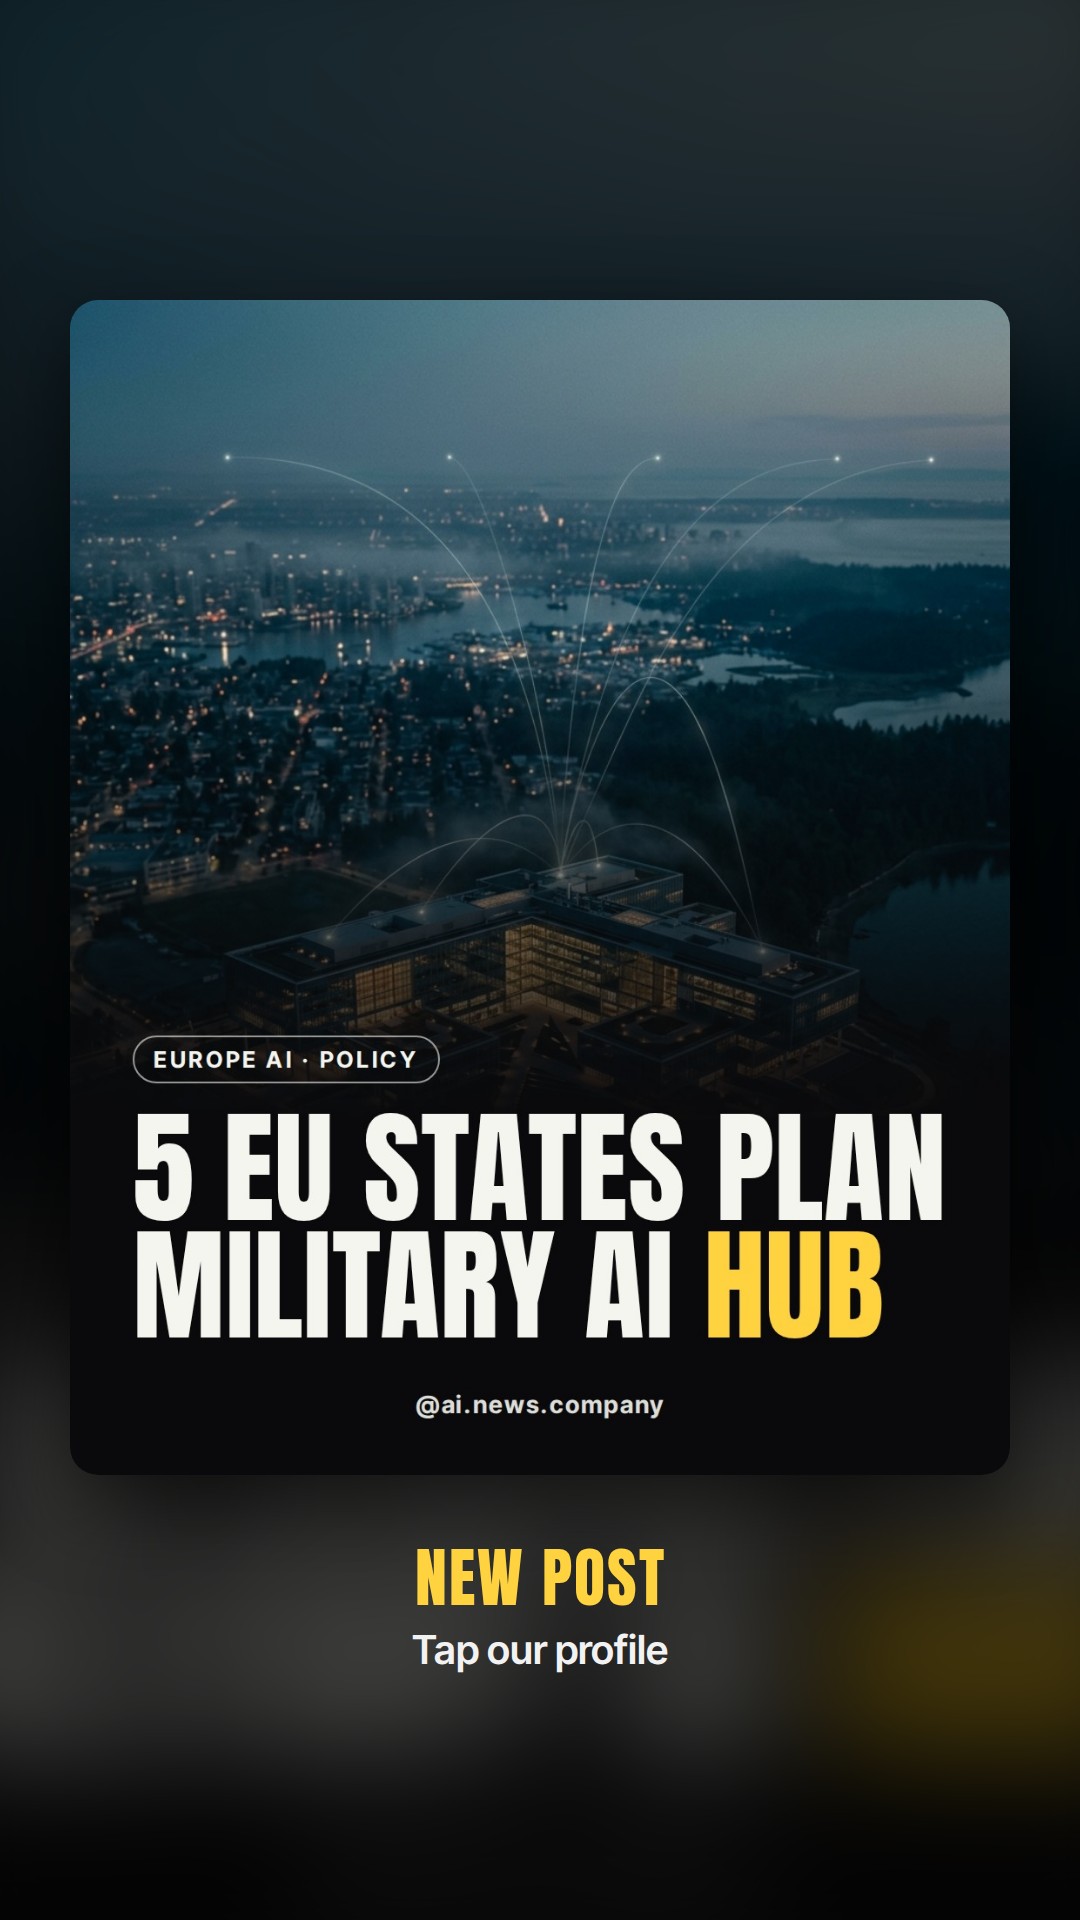 EUROPE AI · POLICY
5 EU STATES PLAN
MILITARY AI HUB
@ai.news.company
NEW POST
Tap our profile